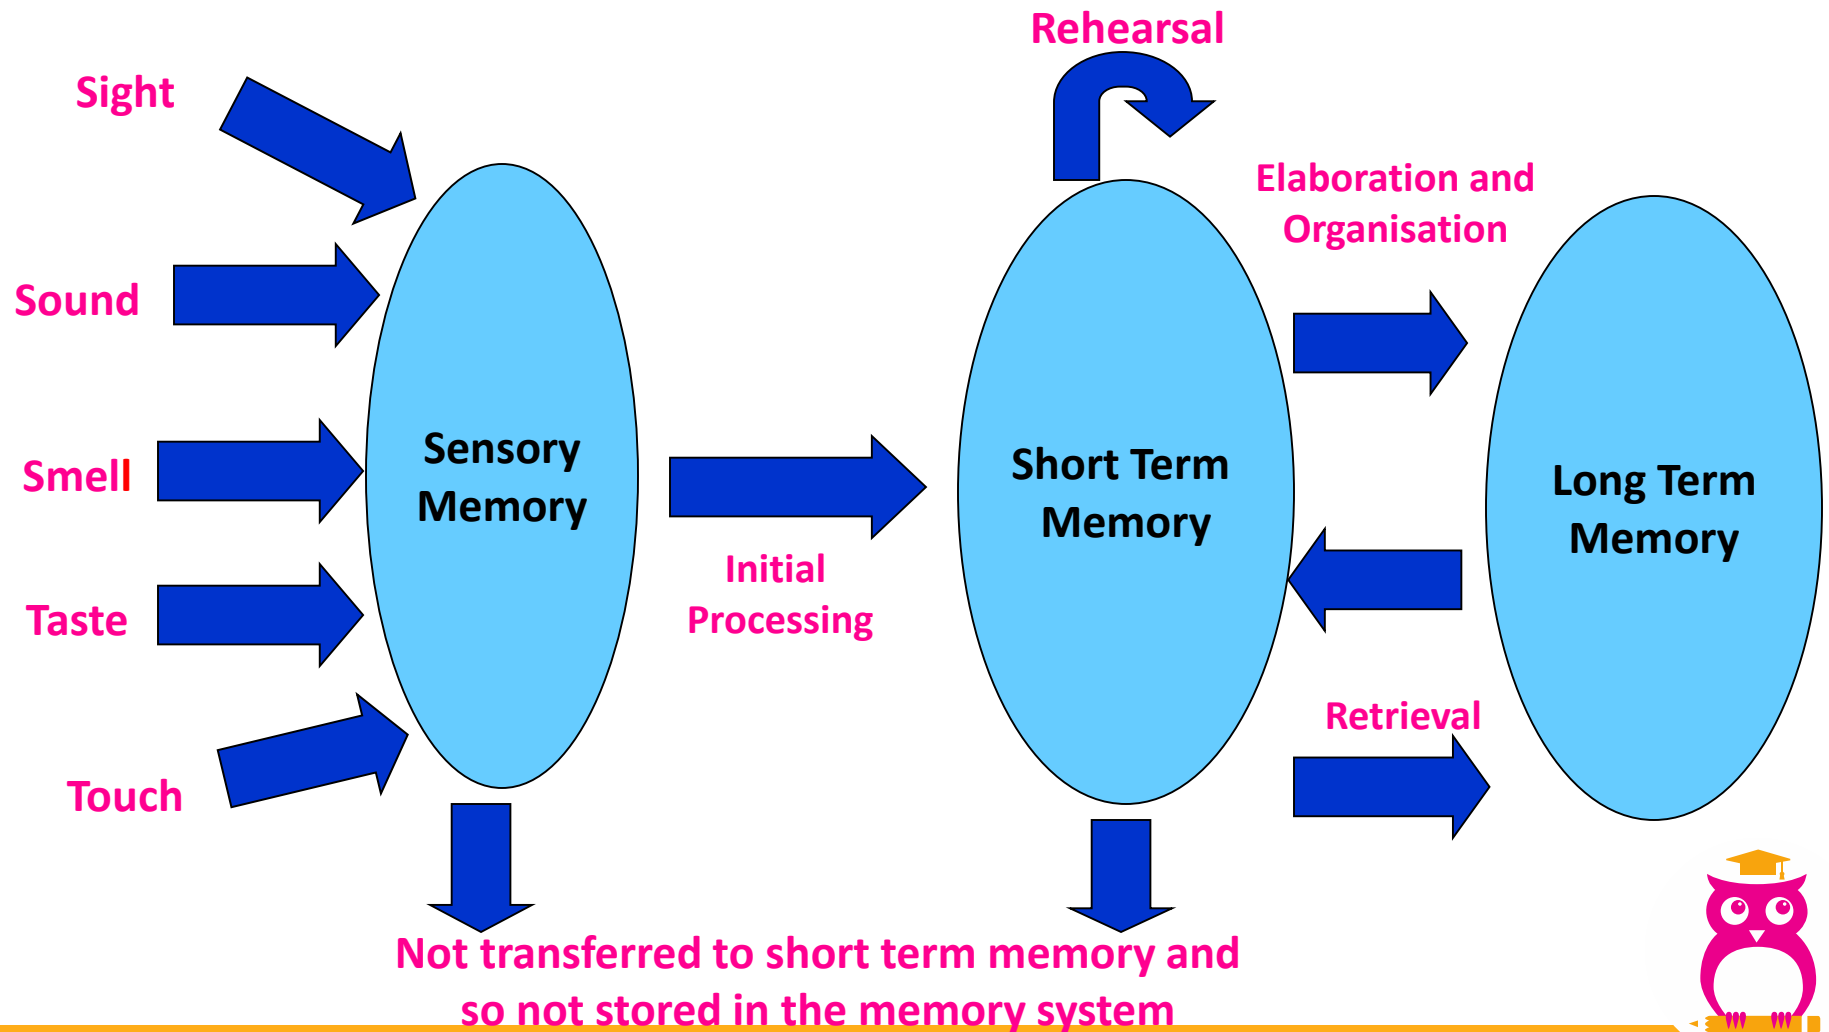 Rehearsal
Sight
Elaboration and
Organisation
Sound
Sensory
Memory
Short Term
Memory
Long Term
Memory
Smell
Initial
Processing
Taste
Retrieval
Touch
Not transferred to short term memory and
so not stored in the memory system